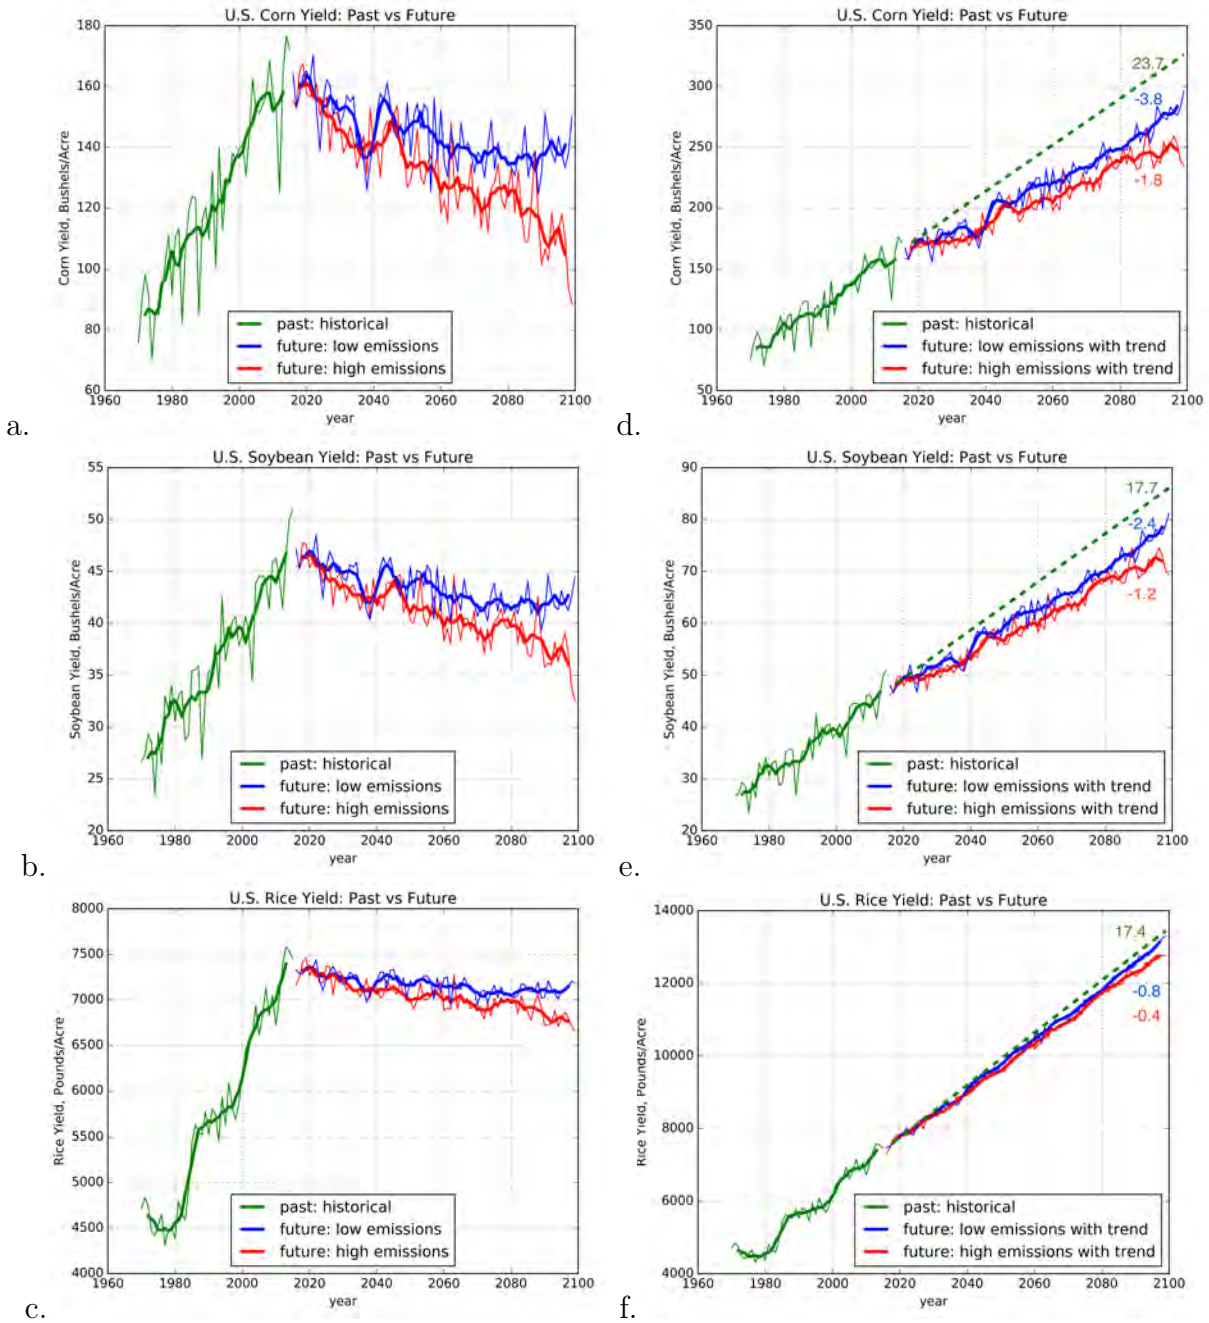 U.S. Corn Yield: Past vs Future
Corn Yield, Bushels/Acre
180
160
140
120
100
80
60
past: historical
future: low emissions
future: high emissions
1960 1980 2000 2020 2040 2060 2080 2100
year
a.
U.S. Corn Yield: Past vs Future
Corn Yield, Bushels/Acre
350
300
250
200
150
100
50
23.7
-3.8
-1.8
past: historical
future: low emissions with trend
future: high emissions with trend
1960 1980 2000 2020 2040 2060 2080 2100
year
d.
U.S. Soybean Yield: Past vs Future
Soybean Yield, Bushels/Acre
55
50
45
40
35
30
25
20
past: historical
future: low emissions
future: high emissions
1960 1980 2000 2020 2040 2060 2080 2100
year
b.
U.S. Soybean Yield: Past vs Future
Soybean Yield, Bushels/Acre
90
80
70
60
50
40
30
20
17.7
-2.4
-1.2
past: historical
future: low emissions with trend
future: high emissions with trend
1960 1980 2000 2020 2040 2060 2080 2100
year
e.
U.S. Rice Yield: Past vs Future
Rice Yield, Pounds/Acre
8000
7500
7000
6500
6000
5500
5000
4500
4000
past: historical
future: low emissions
future: high emissions
1960 1980 2000 2020 2040 2060 2080 2100
year
c.
U.S. Rice Yield: Past vs Future
Rice Yield, Pounds/Acre
14000
12000
10000
8000
6000
4000
17.4
-0.8
-0.4
past: historical
future: low emissions with trend
future: high emissions with trend
1960 1980 2000 2020 2040 2060 2080 2100
year
f.